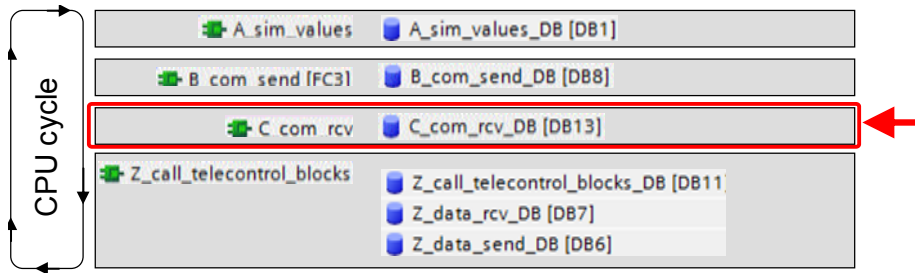 CPU cycle
A_sim_values A_sim_values_DB [DB1]
B_com_send [FC3] B_com_send_DB [DB8]
C_com_rcv C_com_rcv_DB [DB13]
Z_call_telecontrol_blocks Z_call_telecontrol_blocks_DB [DB11]
Z_data_rcv_DB [DB7]
Z_data_send_DB [DB6]